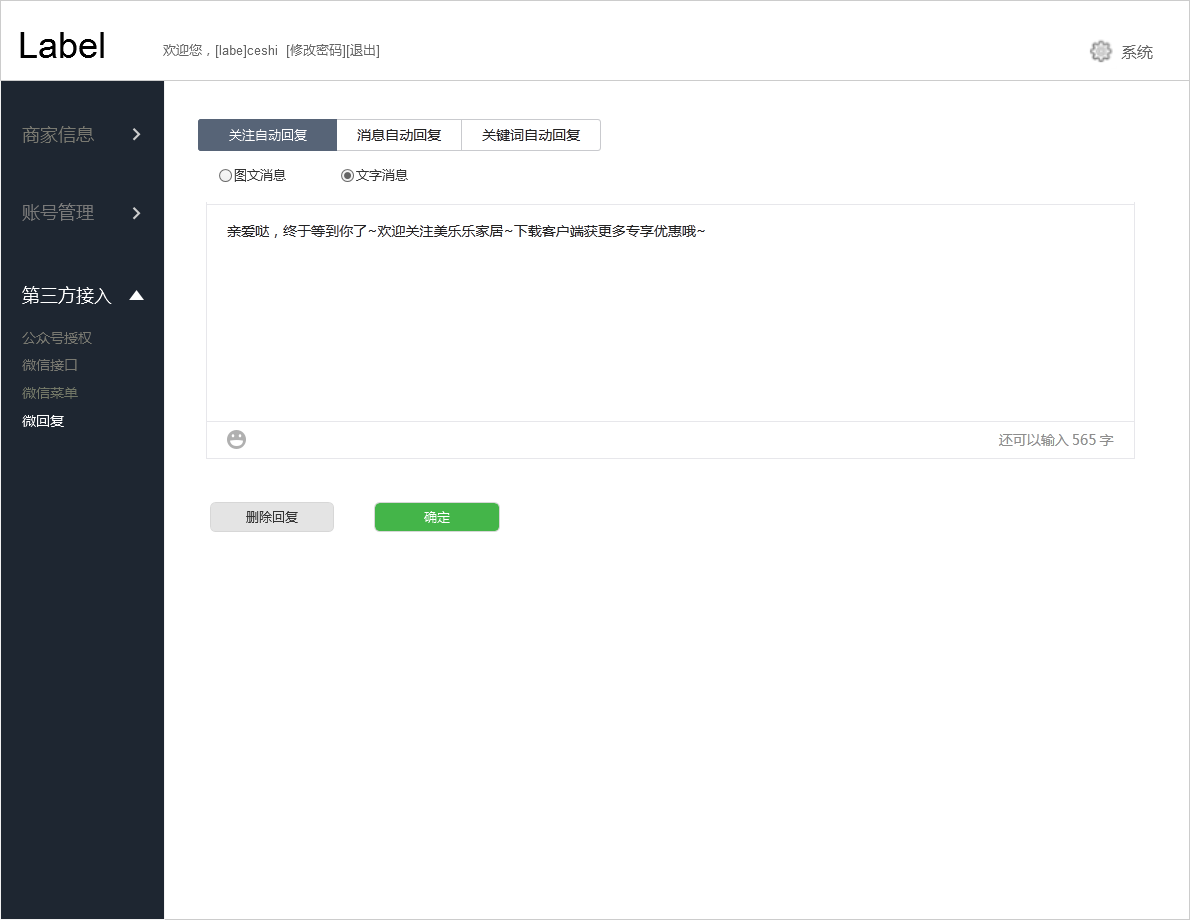 Label
欢迎您，[labe]ceshi [修改密码][退出]
系统
商家信息
账号管理
第三方接入
公众号授权
微信接口
微信菜单
微回复
关注自动回复 消息自动回复 关键词自动回复
图文消息 文字消息
亲爱哒，终于等到你了~欢迎关注美乐乐家居~下载客户端获更多专享优惠哦~
还可以输入 565 字
删除回复 确定